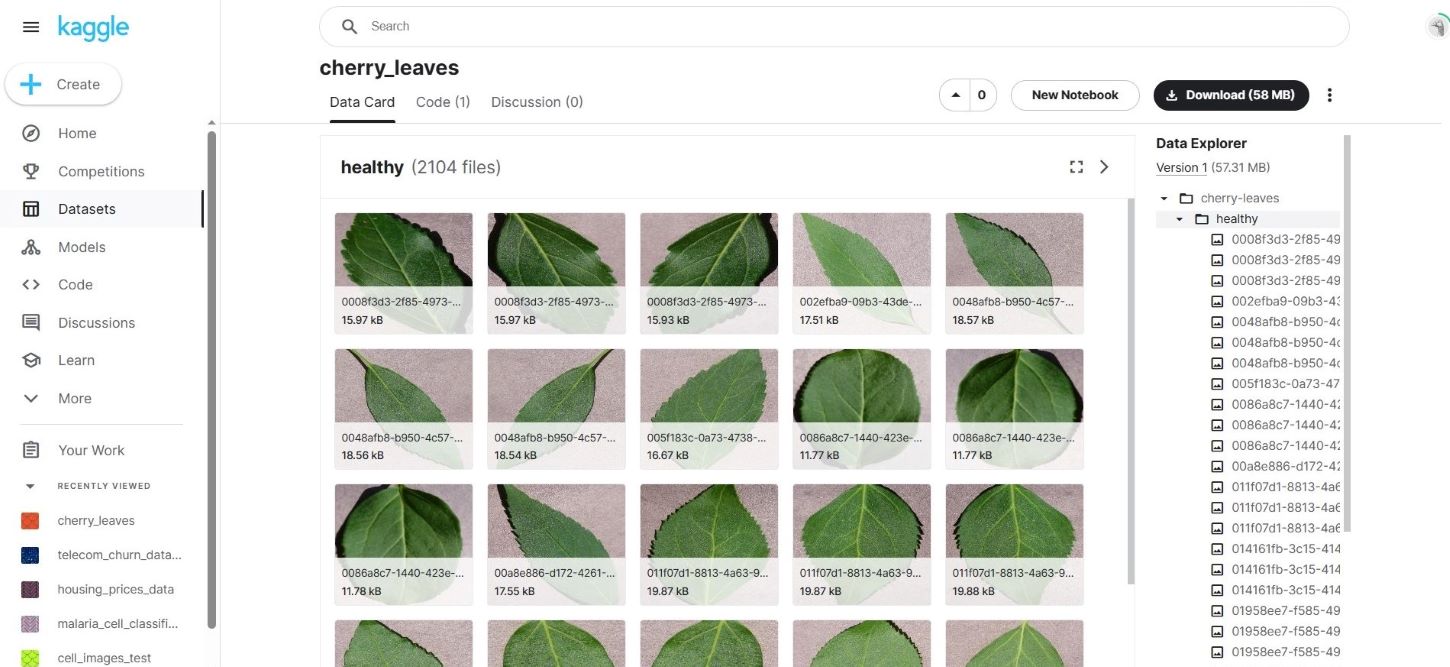 kaggle
Search
Create
Home
Competitions
Datasets
Models
Code
Discussions
Learn
More
Your Work
RECENTLY VIEWED
cherry_leaves
telecom_churn_data...
housing_prices_data
malaria_cell_classifi...
cell_images_test
cherry_leaves
Data Card Code (1) Discussion (0)
0 New Notebook Download (58 MB)
healthy (2104 files)
0008f3d3-2f85-4973-... 0008f3d3-2f85-4973-... 0008f3d3-2f85-4973-... 002efba9-09b3-43de-... 0048afb8-b950-4c57-...
15.97 kB 15.97 kB 15.93 kB 17.51 kB 18.57 kB
0048afb8-b950-4c57-... 0048afb8-b950-4c57-... 005f183c-0a73-4738-... 0086a8c7-1440-423e-... 0086a8c7-1440-423e-...
18.56 kB 18.54 kB 16.67 kB 11.77 kB 11.77 kB
0086a8c7-1440-423e-... 00a8e886-d172-4261-... 011f07d1-8813-4a63-9... 011f07d1-8813-4a63-9... 011f07d1-8813-4a63-9...
11.78 kB 17.55 kB 19.87 kB 19.87 kB 19.88 kB
Data Explorer
Version 1 (57.31 MB)
cherry-leaves
healthy
0008f3d3-2f85-49
0008f3d3-2f85-49
0008f3d3-2f85-49
002efba9-09b3-43
0048afb8-b950-4c
0048afb8-b950-4c
0048afb8-b950-4c
005f183c-0a73-47
0086a8c7-1440-42
0086a8c7-1440-42
0086a8c7-1440-42
00a8e886-d172-42
011f07d1-8813-4a6
011f07d1-8813-4a6
011f07d1-8813-4a6
014161fb-3c15-414
014161fb-3c15-414
014161fb-3c15-414
01958ee7-f585-49
01958ee7-f585-49
01958ee7-f585-49